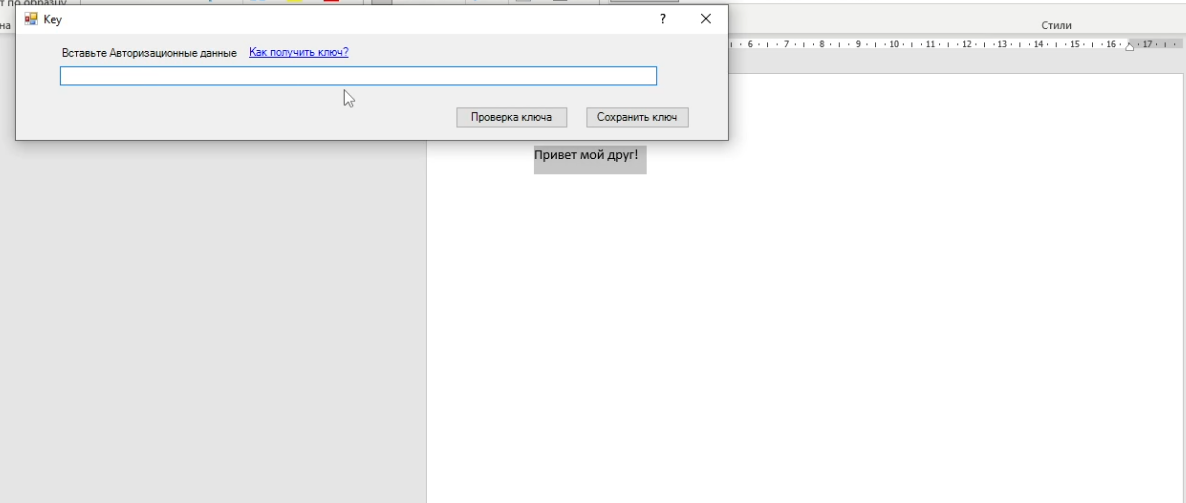 т по образцу
на
Key
?
Вставьте Авторизационные данные Как получить ключ?
Проверка ключа Сохранить ключ
Стили
6 7 8 9 10 11 12 13 14 15 16 17
Привет мой друг!